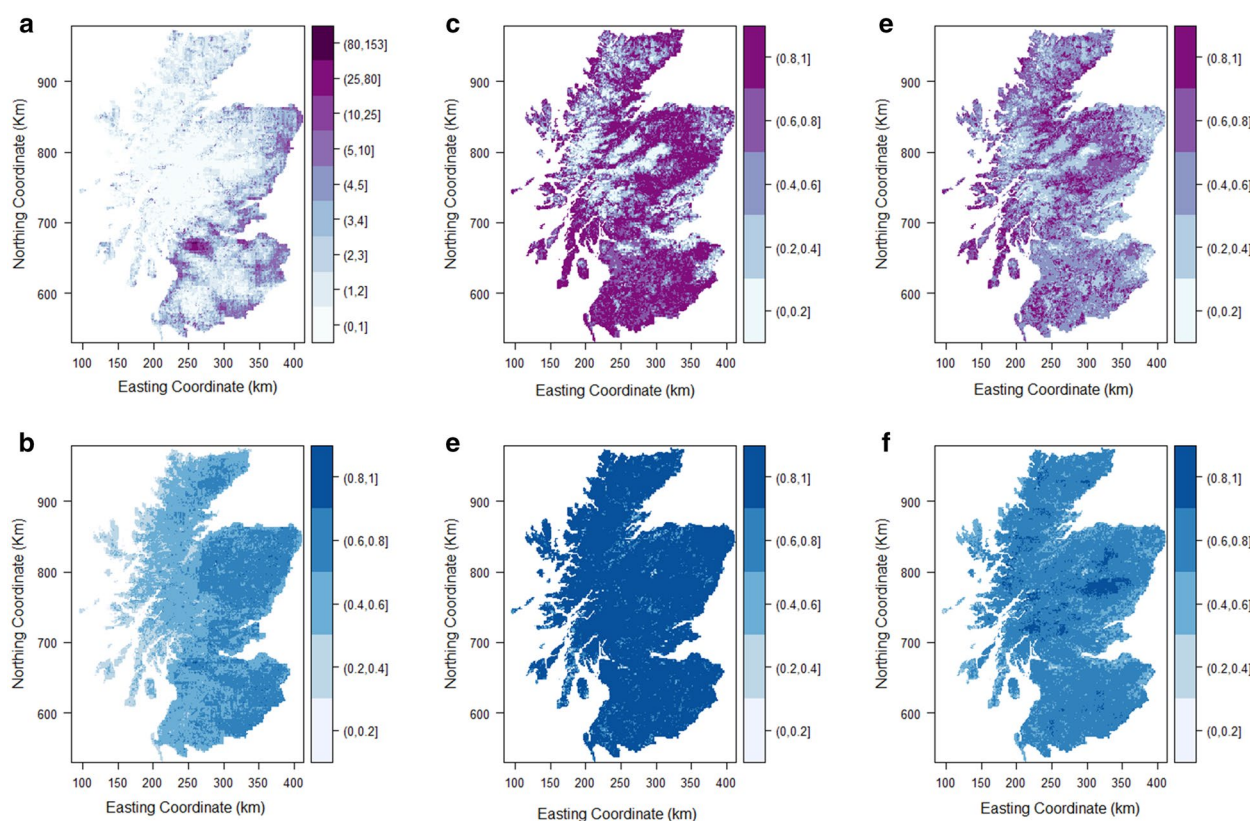 a
900
800
700
600
Northing Coordinate (Km)
100 150 200 250 300 350 400
Easting Coordinate (km)
(80,153]
(25,80]
(10,25]
(5,10]
(4,5]
(3,4]
(2,3]
(1,2]
(0,1]
c
900
800
700
600
Northing Coordinate (Km)
100 150 200 250 300 350 400
Easting Coordinate (km)
(0.8,1]
(0.6,0.8]
(0.4,0.6]
(0.2,0.4]
(0,0.2]
e
900
800
700
600
Northing Coordinate (Km)
100 150 200 250 300 350 400
Easting Coordinate (km)
(0.8,1]
(0.6,0.8]
(0.4,0.6]
(0.2,0.4]
(0,0.2]
b
900
800
700
600
Northing Coordinate (Km)
100 150 200 250 300 350 400
Easting Coordinate (km)
(0.8,1]
(0.6,0.8]
(0.4,0.6]
(0.2,0.4]
(0,0.2]
e
900
800
700
600
Northing Coordinate (Km)
100 150 200 250 300 350 400
Easting Coordinate (km)
(0.8,1]
(0.6,0.8]
(0.4,0.6]
(0.2,0.4]
(0,0.2]
f
900
800
700
600
Northing Coordinate (Km)
100 150 200 250 300 350 400
Easting Coordinate (km)
(0.8,1]
(0.6,0.8]
(0.4,0.6]
(0.2,0.4]
(0,0.2]